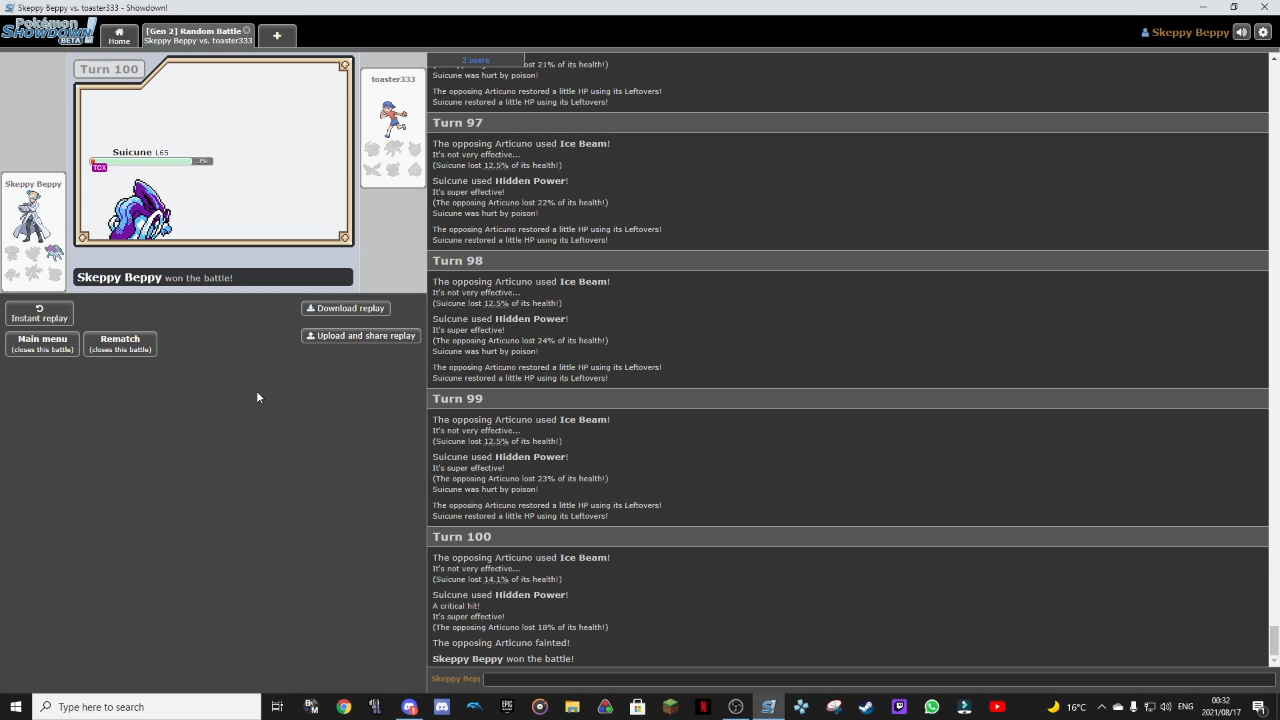 Skeppy Beppy vs. toaster333 - Showdown!
Pokémon
SHOWDOWN!
BETA
Home
[Gen 2] Random Battle
Skeppy Beppy vs. toaster333
Skeppy Beppy
Turn 100
Suicune L65
3%
TOX
Skeppy Beppy
toaster333
Skeppy Beppy won the battle!
Instant replay
Download replay
Upload and share replay
Main menu
(closes this battle)
Rematch
(closes this battle)
2 users
lost 21% of its health!)
Suicune was hurt by poison!
The opposing Articuno restored a little HP using its Leftovers!
Suicune restored a little HP using its Leftovers!
Turn 97
The opposing Articuno used Ice Beam!
It's not very effective...
(Suicune lost 12.5% of its health!)
Suicune used Hidden Power!
It's super effective!
(The opposing Articuno lost 22% of its health!)
Suicune was hurt by poison!
The opposing Articuno restored a little HP using its Leftovers!
Suicune restored a little HP using its Leftovers!
Turn 98
The opposing Articuno used Ice Beam!
It's not very effective...
(Suicune lost 12.5% of its health!)
Suicune used Hidden Power!
It's super effective!
(The opposing Articuno lost 24% of its health!)
Suicune was hurt by poison!
The opposing Articuno restored a little HP using its Leftovers!
Suicune restored a little HP using its Leftovers!
Turn 99
The opposing Articuno used Ice Beam!
It's not very effective...
(Suicune lost 12.5% of its health!)
Suicune used Hidden Power!
It's super effective!
(The opposing Articuno lost 23% of its health!)
Suicune was hurt by poison!
The opposing Articuno restored a little HP using its Leftovers!
Suicune restored a little HP using its Leftovers!
Turn 100
The opposing Articuno used Ice Beam!
It's not very effective...
(Suicune lost 14.1% of its health!)
Suicune used Hidden Power!
A critical hit!
It's super effective!
(The opposing Articuno lost 18% of its health!)
The opposing Articuno fainted!
Skeppy Beppy won the battle!
Skeppy Bepp
Type here to search
16°C
ENG
00:32
2021/08/17